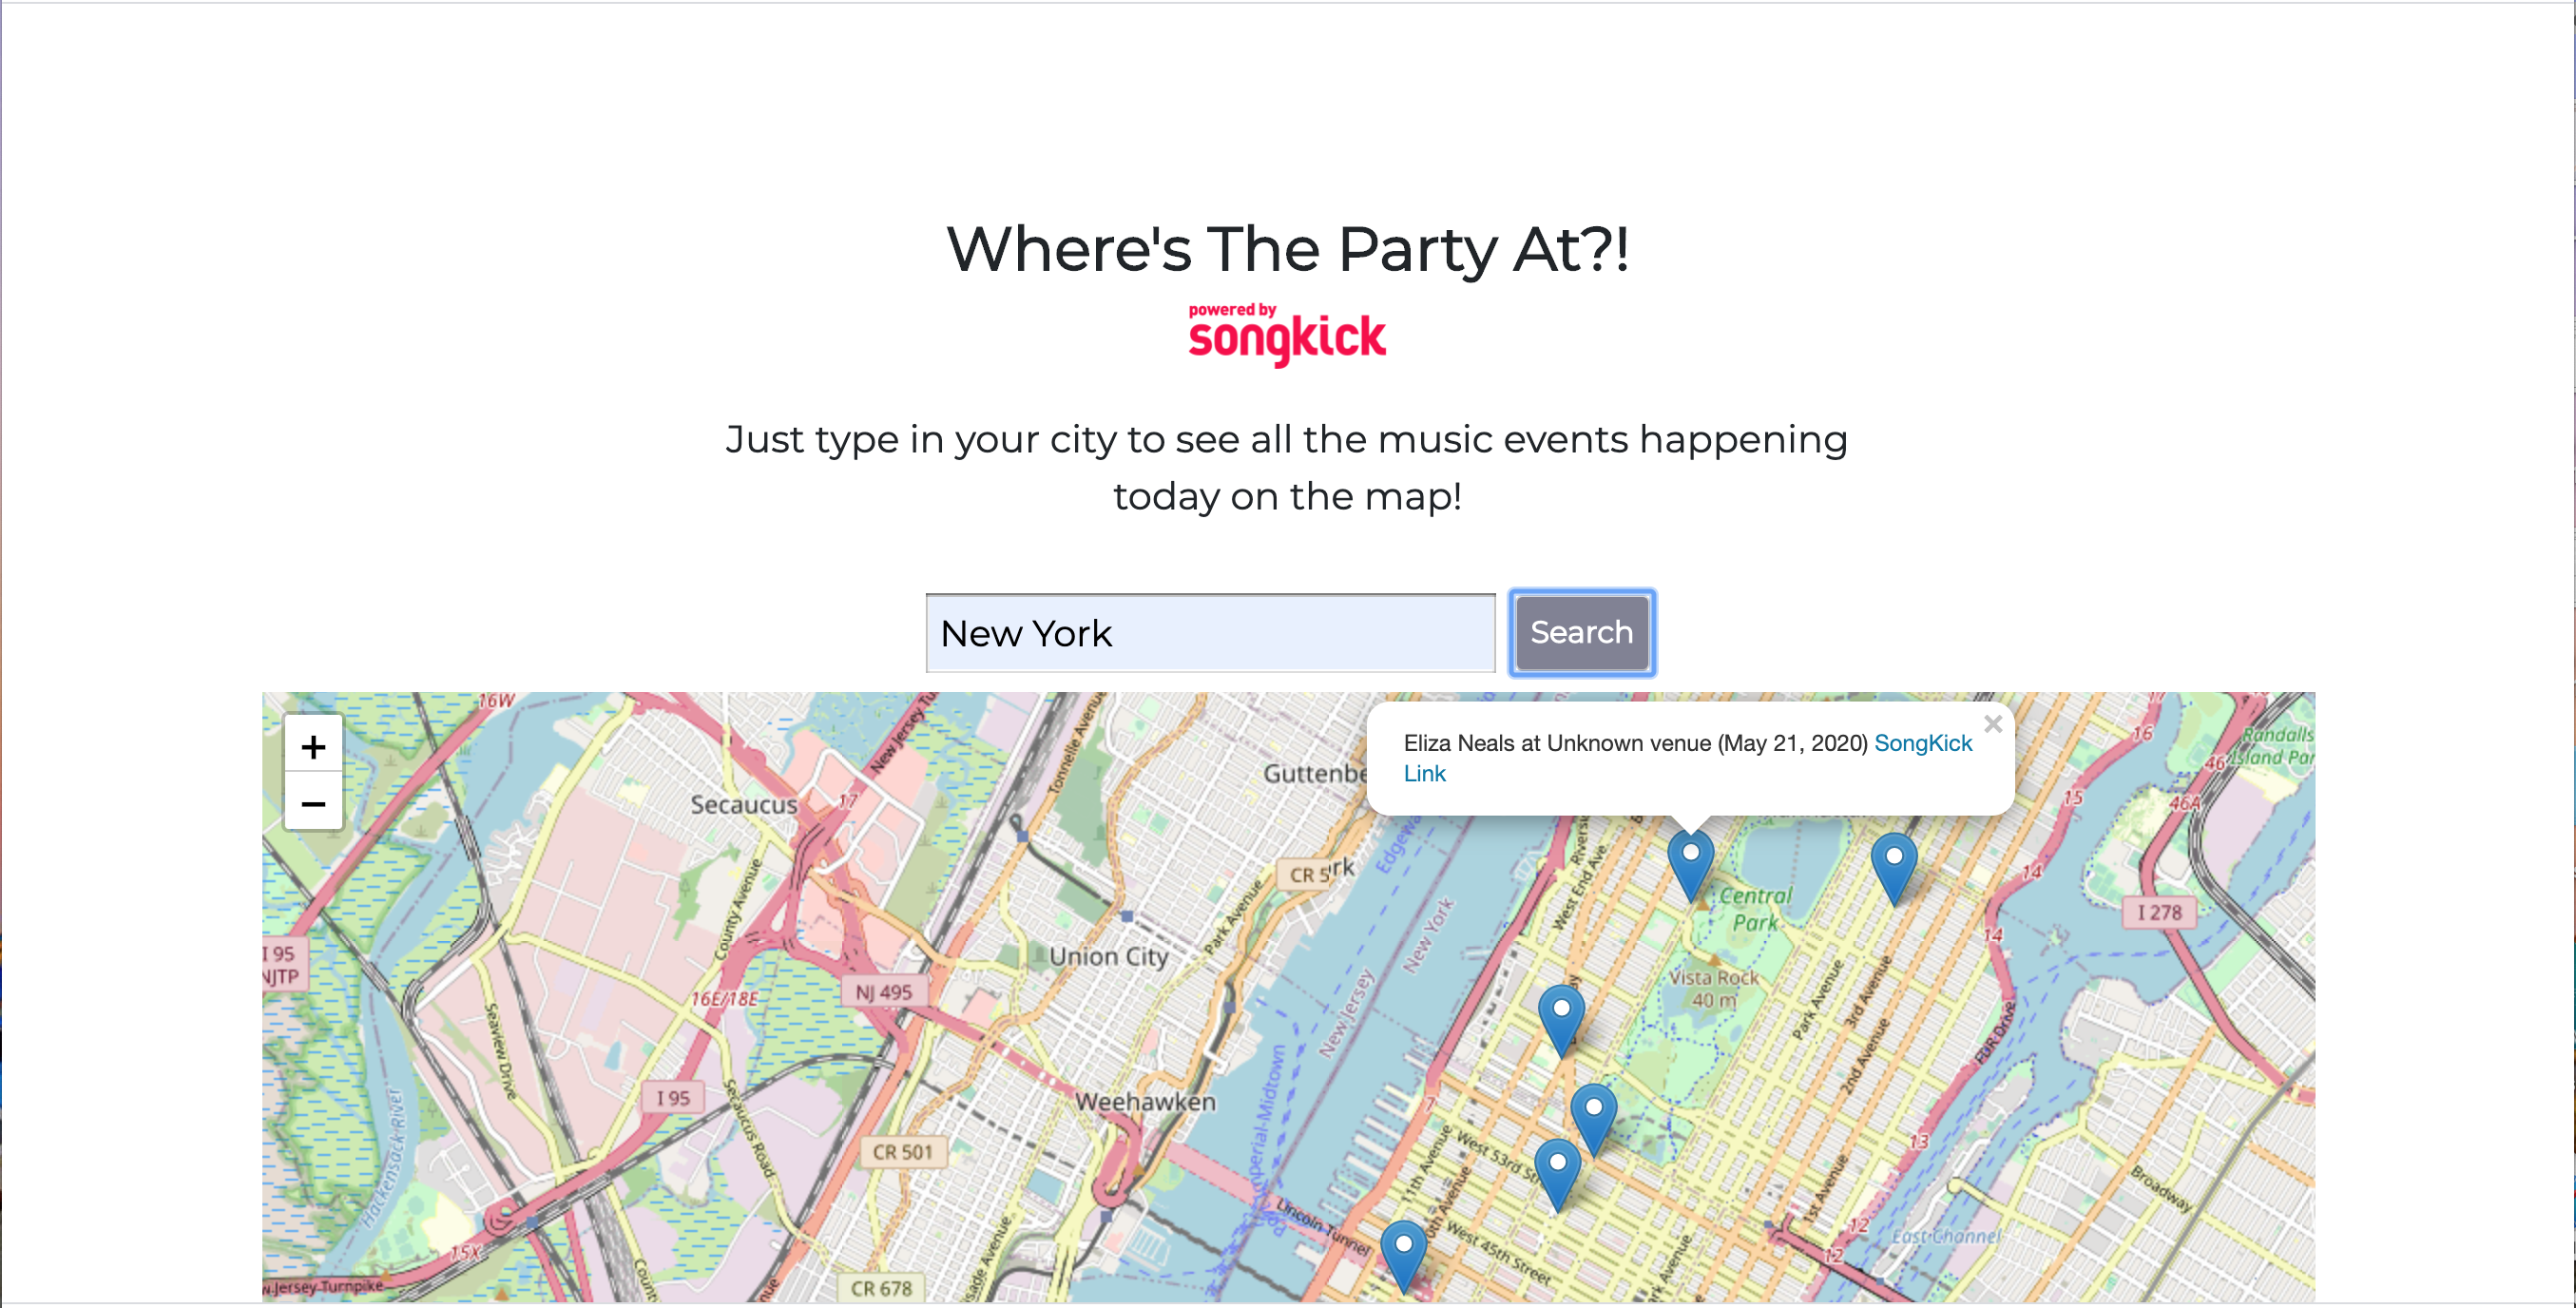 Where's The Party At?!
powered by
songkick
Just type in your city to see all the music events happening
today on the map!
New York
Search
+
−
16W
New Jersey Tu
Tonnelle Avenue
Secaucus
17
Guttenbe
Eliza Neals at Unknown venue (May 21, 2020) SongKick
Link
×
16
Randalls
Island Par
46
15
46A
CR 5
rk
West End Ave
Central
Park
14
I 278
County Avenue
Park Avenue
New York
I 95
NJTP
Union City
14
Vista Rock
40 m
NJ 495
16E/18E
New Jersey
Park Avenue
3rd Avenue
2nd Avenue
FDR Drive
Seaview Drive
I 95
Weehawken
Secaucus Road
Hackensack River
CR 501
7
13
11th Avenue
West 53rd St
1st Avenue
Broadway
Lincoln Tunnel
West 45th Street
12
12
East Channel
15X
w Jersey Turnpike
CR 678